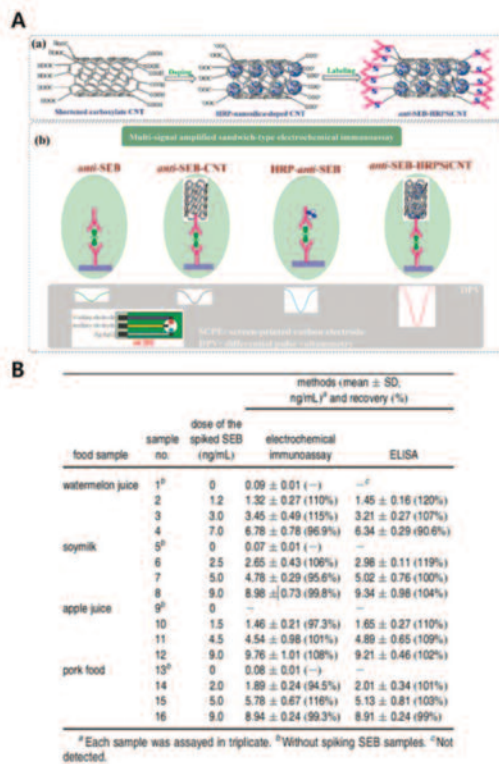 A
(a)
Doping
Labeling
Shortened carboxylate CNT
HRP-nanosilica-doped CNT
anti-SEB-HRPSiCNT
(b)
Multi-signal amplified sandwich-type electrochemical immunoassay
anti-SEB
anti-SEB-CNT
HRP-anti-SEB
anti-SEB-HRPSiCNT
DPV
SCPE: screen-printed carbon electrode
DPV: differential pulse voltammetry
B
methods (mean ± SD,
ng/mL)a and recovery (%)
food sample sample no. dose of the spiked SEB (ng/mL) electrochemical immunoassay ELISA
watermelon juice 1b 0 0.09 ± 0.01 (−) −c
2 1.2 1.32 ± 0.27 (110%) 1.45 ± 0.16 (120%)
3 3.0 3.45 ± 0.49 (115%) 3.21 ± 0.27 (107%)
4 7.0 6.78 ± 0.78 (96.9%) 6.34 ± 0.29 (90.6%)
soymilk 5b 0 0.07 ± 0.01 (−) −
6 2.5 2.65 ± 0.43 (106%) 2.98 ± 0.11 (119%)
7 5.0 4.78 ± 0.29 (95.6%) 5.02 ± 0.76 (100%)
8 9.0 8.98 ± 0.73 (99.8%) 9.34 ± 0.98 (104%)
apple juice 9b 0 − −
10 1.5 1.46 ± 0.21 (97.3%) 1.65 ± 0.27 (110%)
11 4.5 4.54 ± 0.98 (101%) 4.89 ± 0.65 (109%)
12 9.0 9.76 ± 1.01 (108%) 9.21 ± 0.46 (102%)
pork food 13b 0 0.08 ± 0.01 (−) −
14 2.0 1.89 ± 0.24 (94.5%) 2.01 ± 0.34 (101%)
15 5.0 5.78 ± 0.67 (116%) 5.13 ± 0.81 (103%)
16 9.0 8.94 ± 0.24 (99.3%) 8.91 ± 0.24 (99%)
a Each sample was assayed in triplicate. b Without spiking SEB samples. c Not
detected.